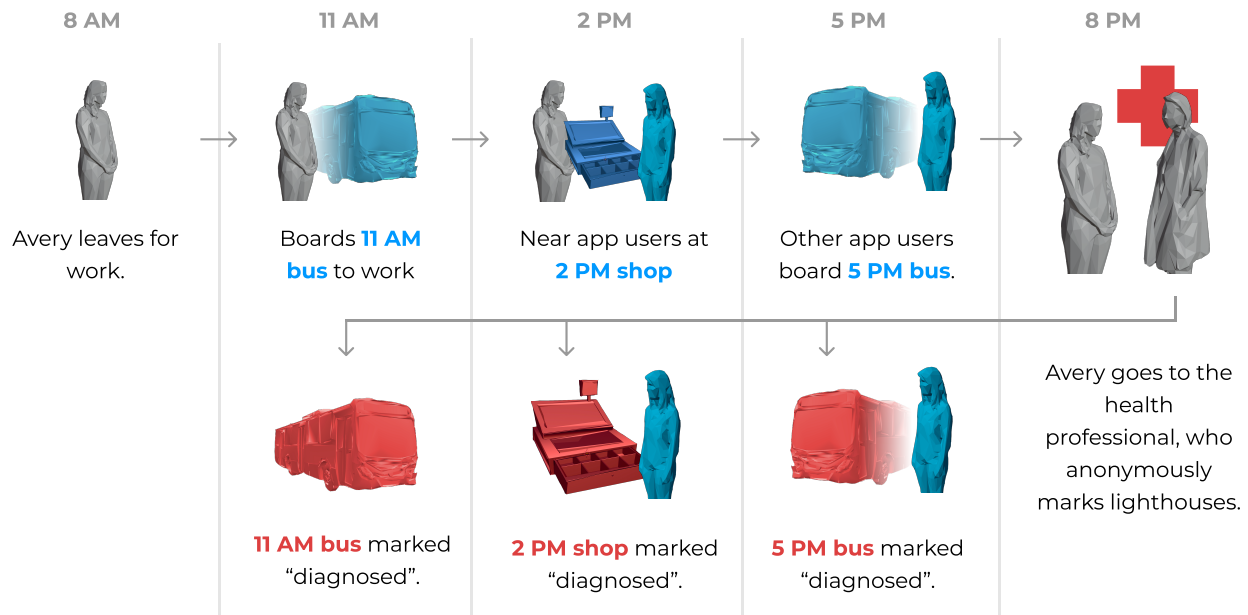 8 AM
11 AM
2 PM
5 PM
8 PM
Avery leaves for
work.
Boards 11 AM
bus to work
Near app users at
2 PM shop
Other app users
board 5 PM bus.
Avery goes to the
health
professional, who
anonymously
marks lighthouses.
11 AM bus marked
“diagnosed”.
2 PM shop marked
“diagnosed”.
5 PM bus marked
“diagnosed”.